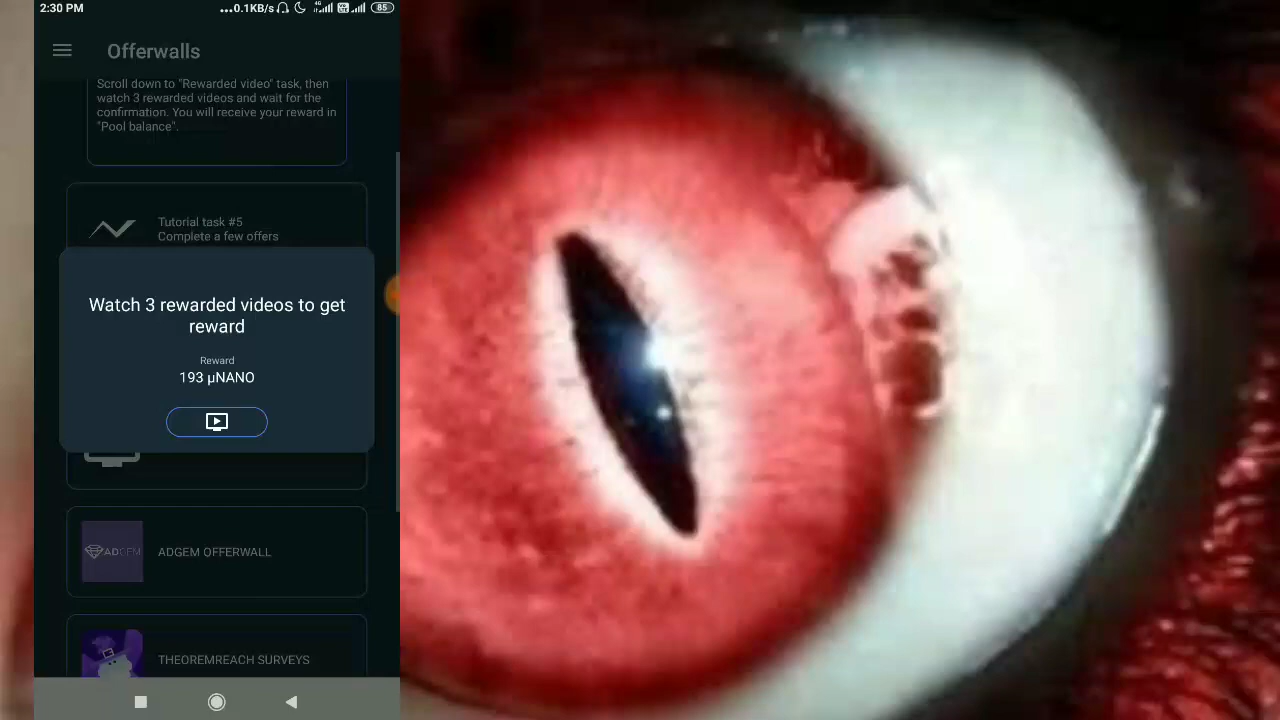 2:30 PM
...0.1KB/s
85
Offerwalls
Scroll down to "Rewarded video" task, then
watch 3 rewarded videos and wait for the
confirmation. You will receive your reward in
"Pool balance".
Tutorial task #5
Complete a few offers
Watch 3 rewarded videos to get
reward
Reward
193 µNANO
ADGEM
ADGEM OFFERWALL
THEOREMREACH SURVEYS